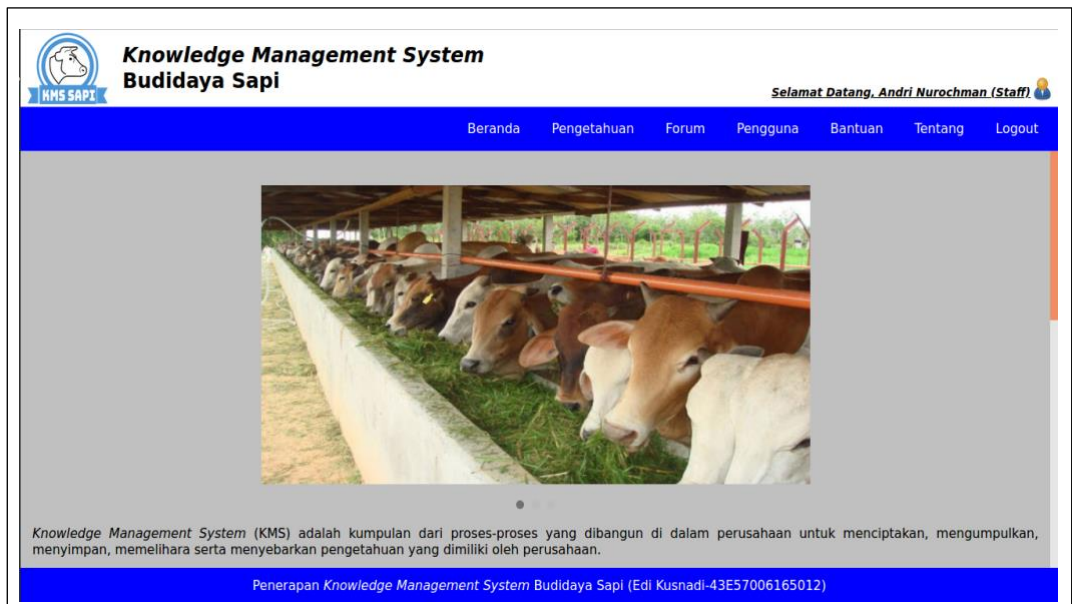 Knowledge Management System
Budidaya Sapi
KMS SAPI
Selamat Datang, Andri Nurochman (Staff)
Beranda Pengetahuan Forum Pengguna Bantuan Tentang Logout
Knowledge Management System (KMS) adalah kumpulan dari proses-proses yang dibangun di dalam perusahaan untuk menciptakan, mengumpulkan,
menyimpan, memelihara serta menyebarkan pengetahuan yang dimiliki oleh perusahaan.
Penerapan Knowledge Management System Budidaya Sapi (Edi Kusnadi-43E57006165012)